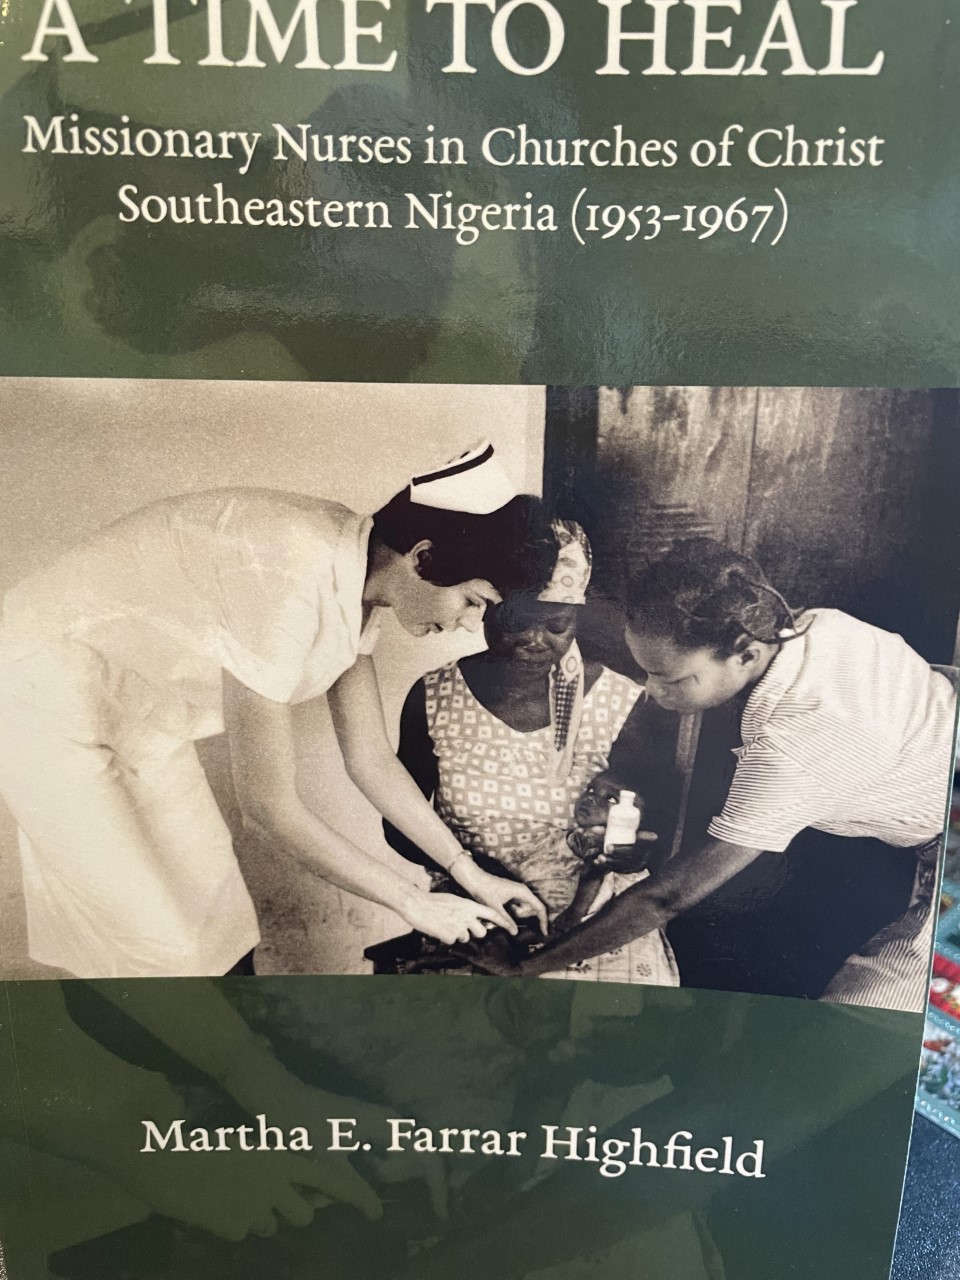 A TIME TO HEAL
Missionary Nurses in Churches of Christ
Southeastern Nigeria (1953-1967)
Martha E. Farrar Highfield